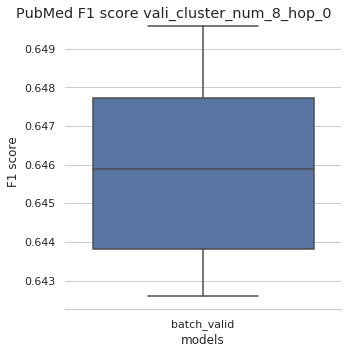 PubMed F1 score vali_cluster_num_8_hop_0
0.649
0.648
0.647
0.646
0.645
0.644
0.643
F1 score
batch_valid
models